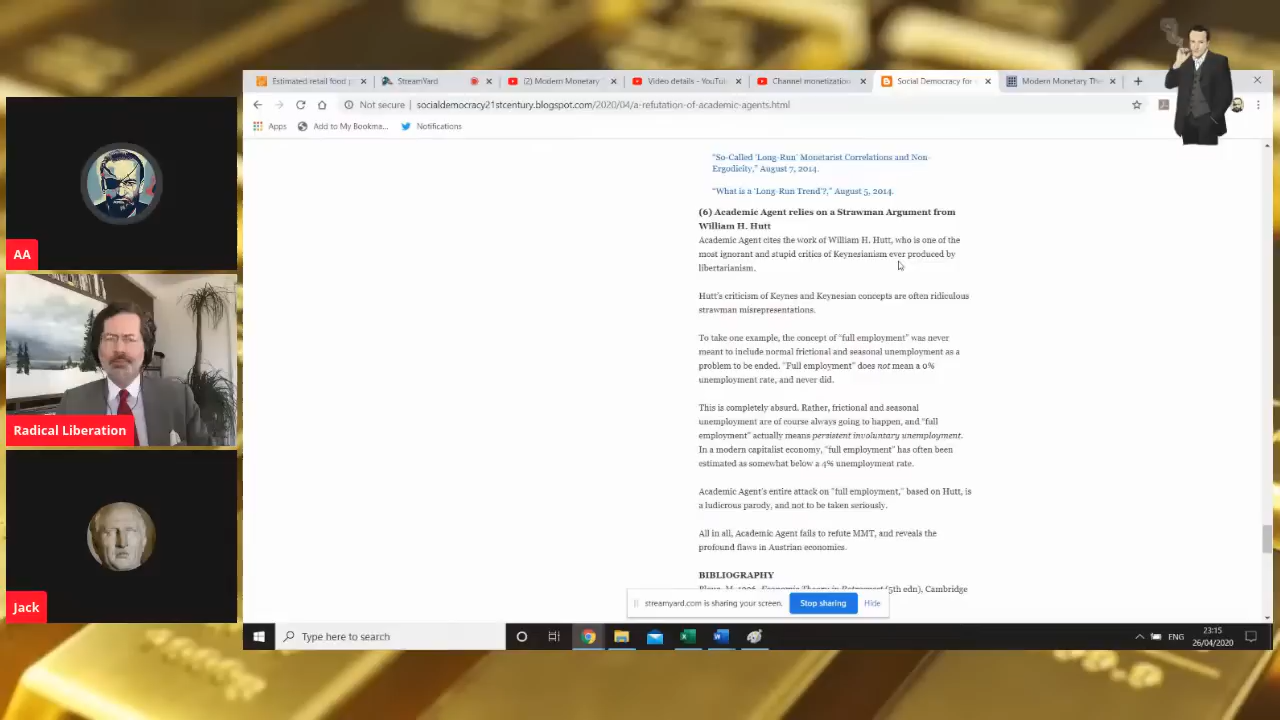 Estimated retail food p
StreamYard
(2) Modern Monetary
Video details - YouTub
Channel monetizatio
Social Democracy for
Modern Monetary The
Not secure
socialdemocracy21stcentury.blogspot.com/2020/04/a-refutation-of-academic-agents.html
Apps
Add to My Bookma...
Notifications
"So-Called 'Long-Run' Monetarist Correlations and Non-
Ergodicity," August 7, 2014.
"What is a 'Long-Run Trend'?," August 5, 2014.
(6) Academic Agent relies on a Strawman Argument from
William H. Hutt
Academic Agent cites the work of William H. Hutt, who is one of the
most ignorant and stupid critics of Keynesianism ever produced by
libertarianism.
Hutt's criticism of Keynes and Keynesian concepts are often ridiculous
strawman misrepresentations.
To take one example, the concept of "full employment" was never
meant to include normal frictional and seasonal unemployment as a
problem to be ended. "Full employment" does not mean a 0%
unemployment rate, and never did.
This is completely absurd. Rather, frictional and seasonal
unemployment are of course always going to happen, and "full
employment" actually means persistent involuntary unemployment.
In a modern capitalist economy, "full employment" has often been
estimated as somewhat below a 4% unemployment rate.
Academic Agent's entire attack on "full employment," based on Hutt, is
a ludicrous parody, and not to be taken seriously.
All in all, Academic Agent fails to refute MMT, and reveals the
profound flaws in Austrian economics.
BIBLIOGRAPHY
(5th edn), Cambridge
streamyard.com is sharing your screen.
Stop sharing
Hide
AA
Radical Liberation
Jack
Type here to search
ENG
23:15
26/04/2020